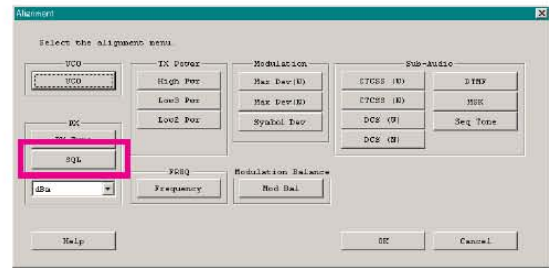 Alignment
Select the alignment menu.
VCO
VCO
TX Power
High Pwr
Low3 Pwr
Low2 Pwr
Modulation
Max Dev(W)
Max Dev(N)
Symbol Dev
Sub-Audio
CTCSS (W)
CTCSS (N)
DCS (W)
DCS (N)
DTMF
MSK
Seq Tone
RX
SQL
dBm
FREQ
Frequency
Modulation Balance
Mod Bal
Help
OK
Cancel